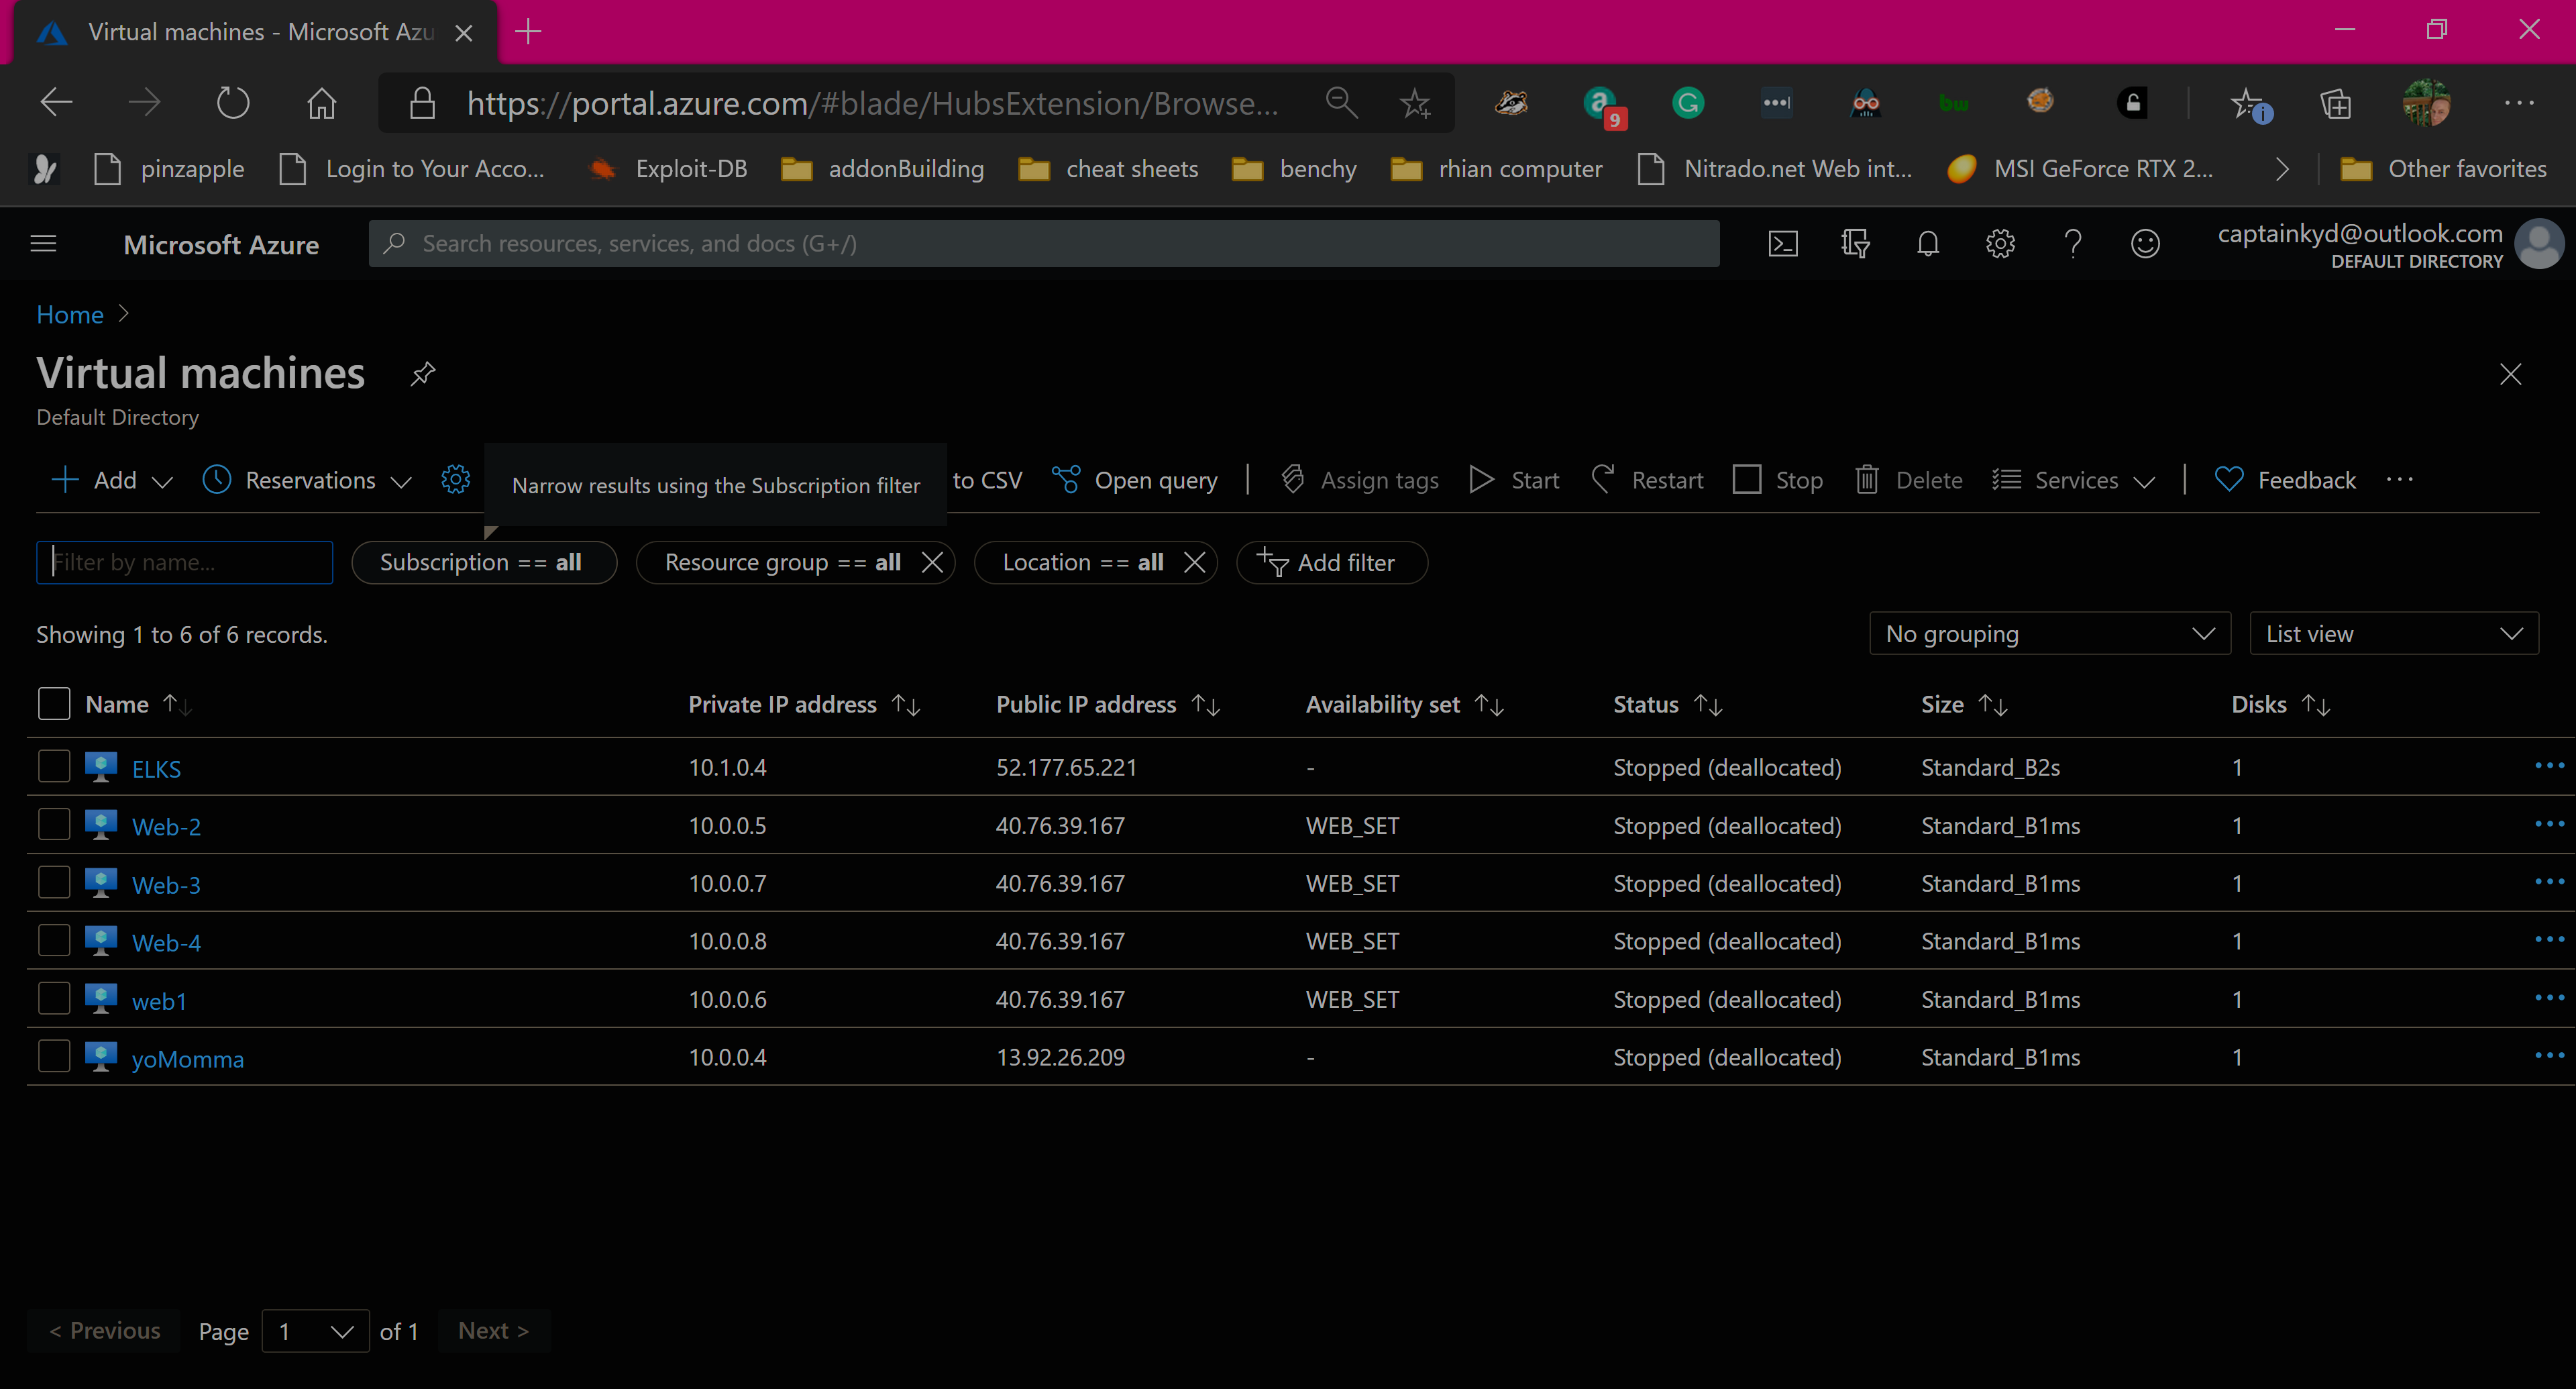 Virtual machines - Microsoft Azu
https://portal.azure.com/#blade/HubsExtension/Browse...
9
bw
pinzapple
Login to Your Acco...
Exploit-DB
addonBuilding
cheat sheets
benchy
rhian computer
Nitrado.net Web int...
MSI GeForce RTX 2...
Other favorites
Microsoft Azure
Search resources, services, and docs (G+/)
captainkyd@outlook.com
DEFAULT DIRECTORY
Home
Virtual machines
Default Directory
Add
Reservations
Narrow results using the Subscription filter
to CSV
Open query
Assign tags
Start
Restart
Stop
Delete
Services
Feedback
Filter by name...
Subscription == all
Resource group == all
Location == all
Add filter
Showing 1 to 6 of 6 records.
No grouping
List view
Name Private IP address Public IP address Availability set Status Size Disks
ELKS 10.1.0.4 52.177.65.221 - Stopped (deallocated) Standard_B2s 1
Web-2 10.0.0.5 40.76.39.167 WEB_SET Stopped (deallocated) Standard_B1ms 1
Web-3 10.0.0.7 40.76.39.167 WEB_SET Stopped (deallocated) Standard_B1ms 1
Web-4 10.0.0.8 40.76.39.167 WEB_SET Stopped (deallocated) Standard_B1ms 1
web1 10.0.0.6 40.76.39.167 WEB_SET Stopped (deallocated) Standard_B1ms 1
yoMomma 10.0.0.4 13.92.26.209 - Stopped (deallocated) Standard_B1ms 1
< Previous Page 1 of 1 Next >